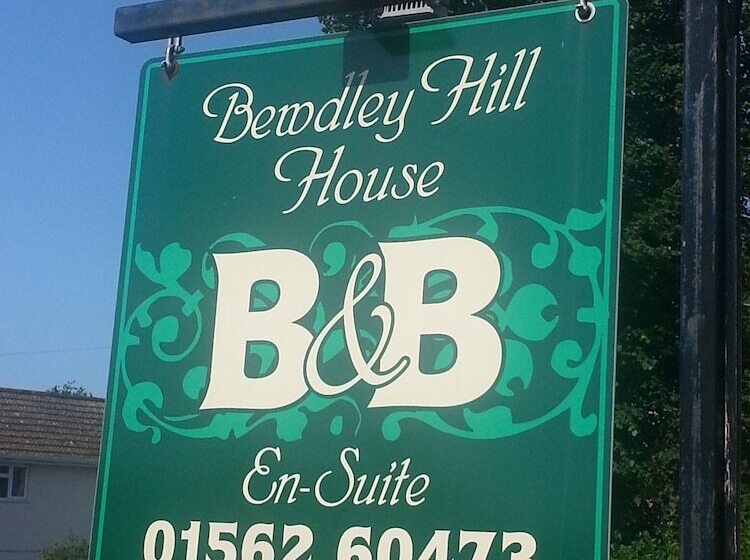 Bewdley Hill
House
B&B
En-Suite
01562 60473